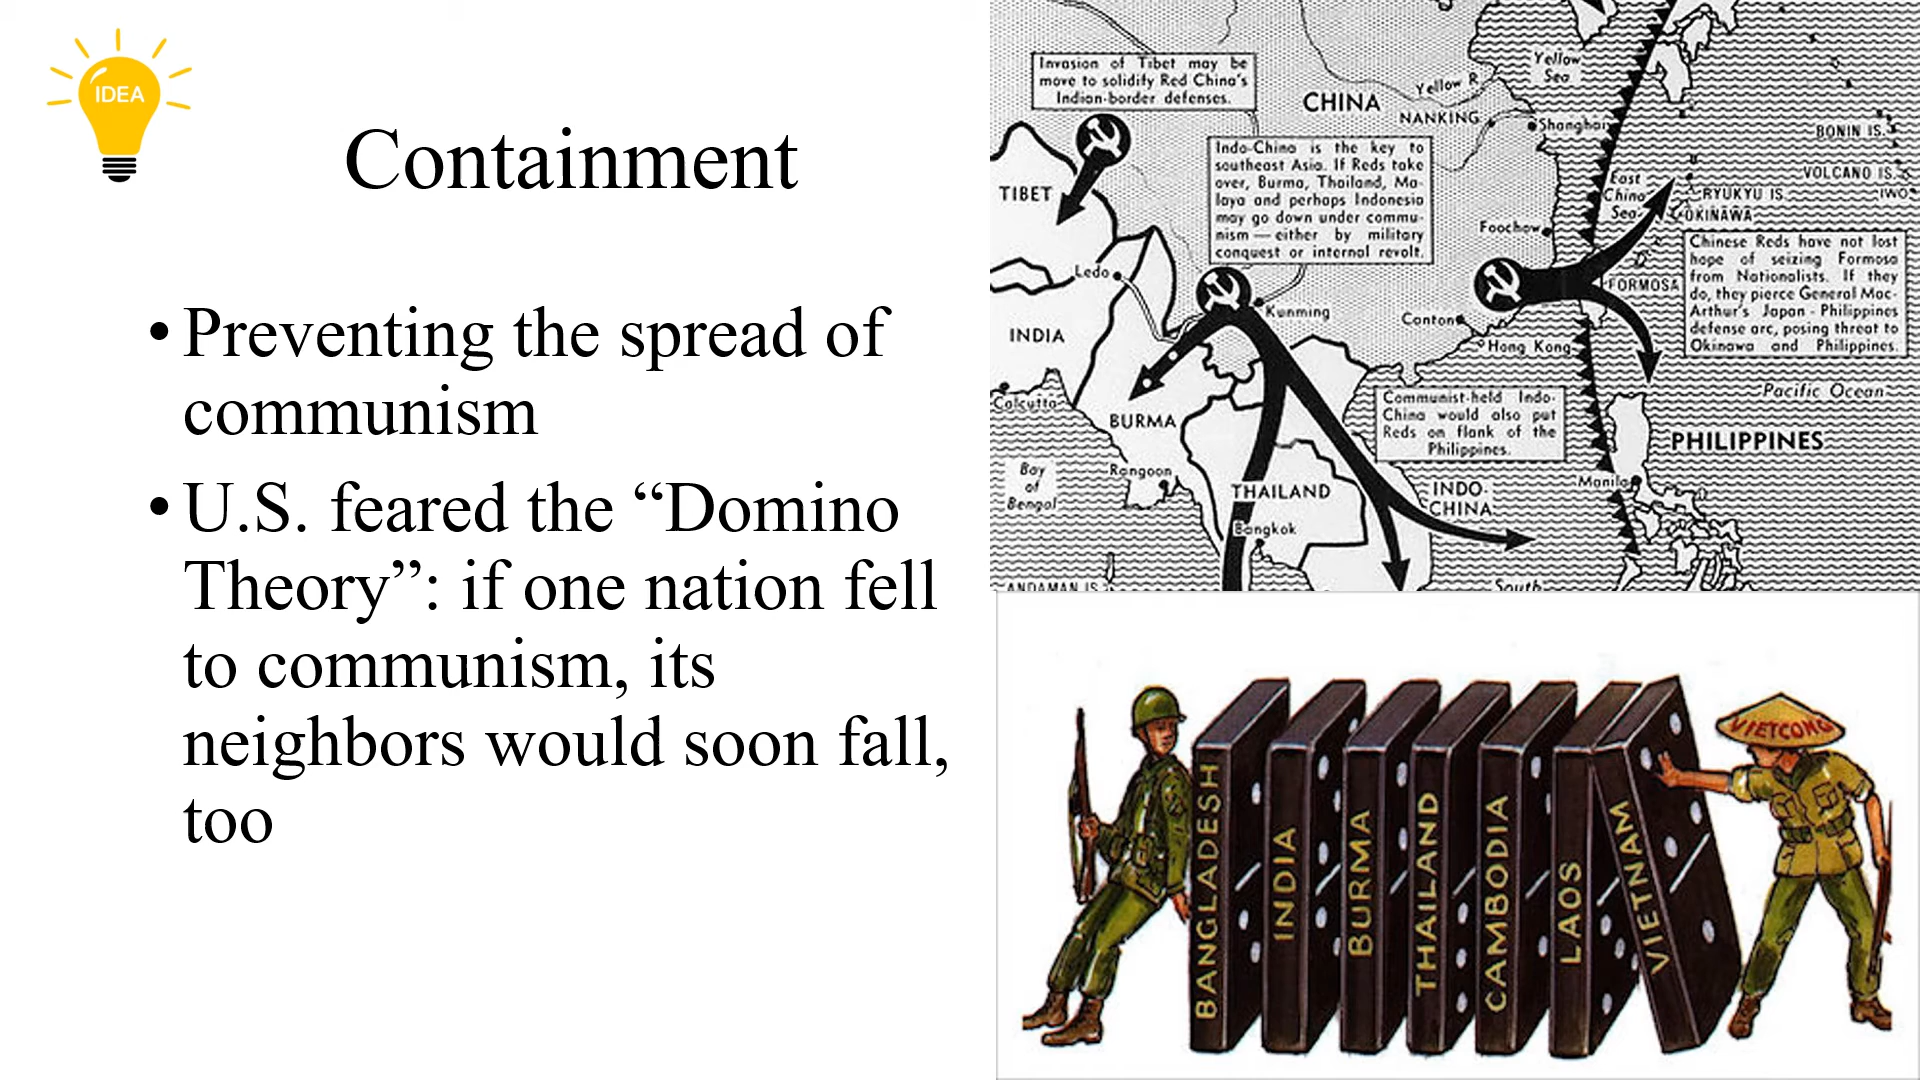 IDEA
Containment
• Preventing the spread of
communism
• U.S. feared the “Domino
Theory”: if one nation fell
to communism, its
neighbors would soon fall,
too
Invasion of Tibet may be
move to solidify Red China's
Indian-border defenses.
CHINA
Yellow R.
Yellow
Sea
NANKING
Shanghai
BONIN IS.
VOLCANO IS.
IWO
TIBET
Indo-China is the key to
southeast Asia. If Reds take
over, Burma, Thailand, Ma-
laya and perhaps Indonesia
may go down under commu-
nism — either by military
conquest or internal revolt.
East
China
Sea
RYUKYU IS.
OKINAWA
Foochow
Chinese Reds have not lost
hope of seizing Formosa
from Nationalists. If they
do, they pierce General Mac-
Arthur's Japan - Philippines
defense arc, posing threat to
Okinawa and Philippines.
Ledo
FORMOSA
Kunming
Canton
INDIA
Hong Kong
Calcutta
Pacific Ocean
Communist-held Indo-
China would also put
Reds on flank of the
Philippines.
BURMA
PHILIPPINES
Bay
of
Bengal
Rangoon
THAILAND
INDO-
CHINA
Manila
Bangkok
ANDAMAN IS.
South
VIETCONG
BANGLADESH
INDIA
BURMA
THAILAND
CAMBODIA
LAOS
VIETNAM